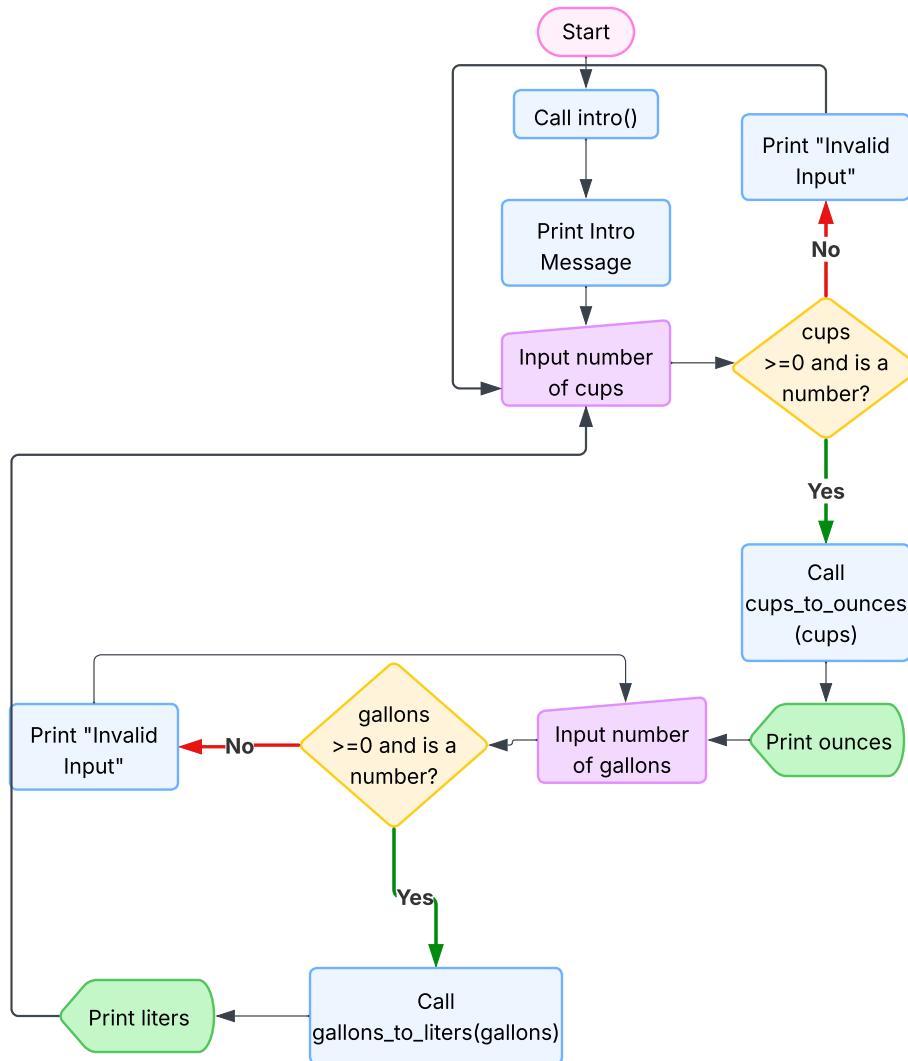 Start
Call intro()
Print "Invalid
Input"
Print Intro
Message
No
Input number
of cups
cups
>=0 and is a
number?
Yes
Call
cups_to_ounces
(cups)
Print "Invalid
Input"
No
gallons
>=0 and is a
number?
Input number
of gallons
Print ounces
Yes
Print liters
Call
gallons_to_liters(gallons)